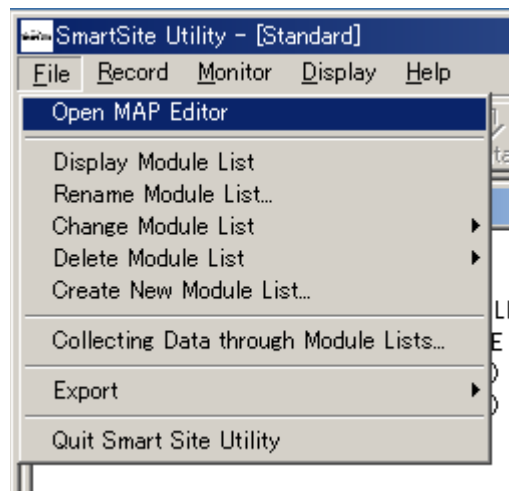 SmartSite Utility - [Standard]
File Record Monitor Display Help
Open MAP Editor
Display Module List
Rename Module List...
Change Module List
Delete Module List
Create New Module List...
Collecting Data through Module Lists...
Export
Quit Smart Site Utility